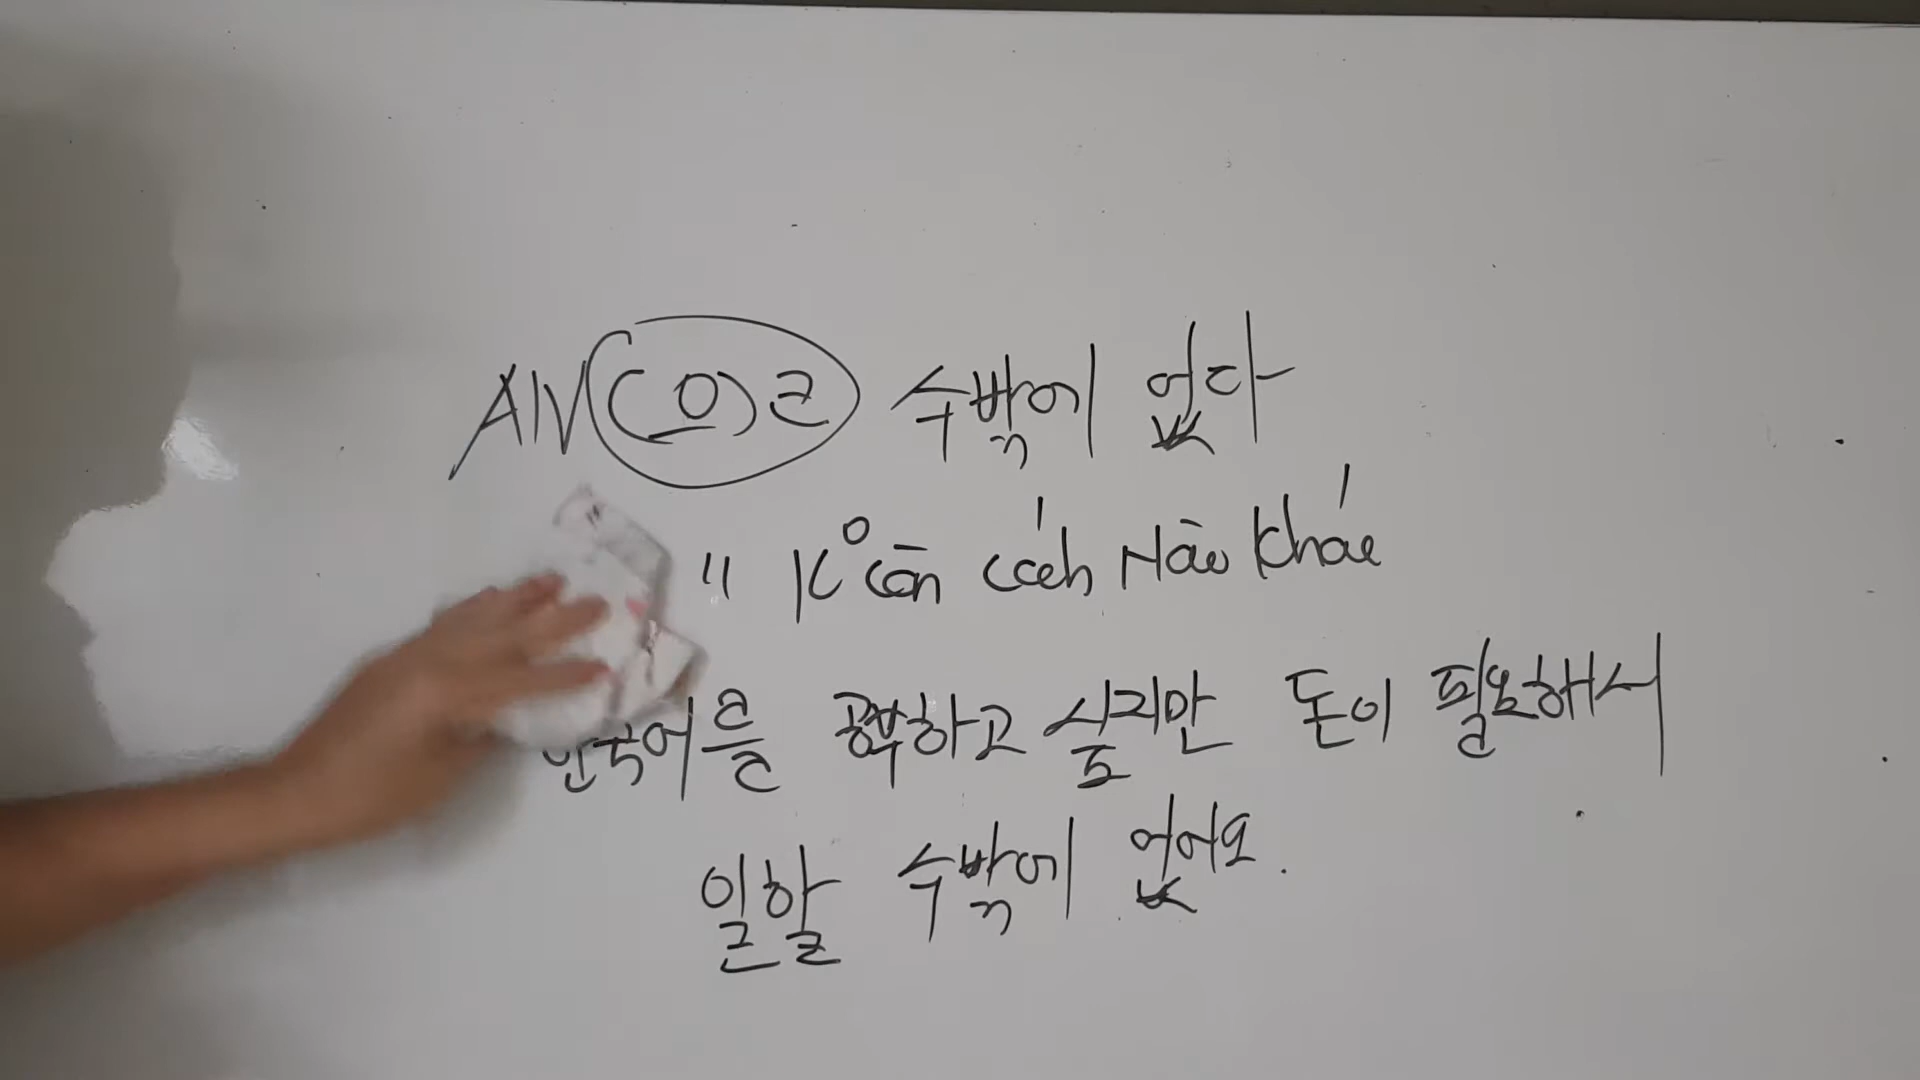 A/V(으)ㄹ 수밖에 없다
" K° còn cách Nào khác
한국어를 공부하고 싶지만 돈이 필요해서
일할 수밖에 없어요.